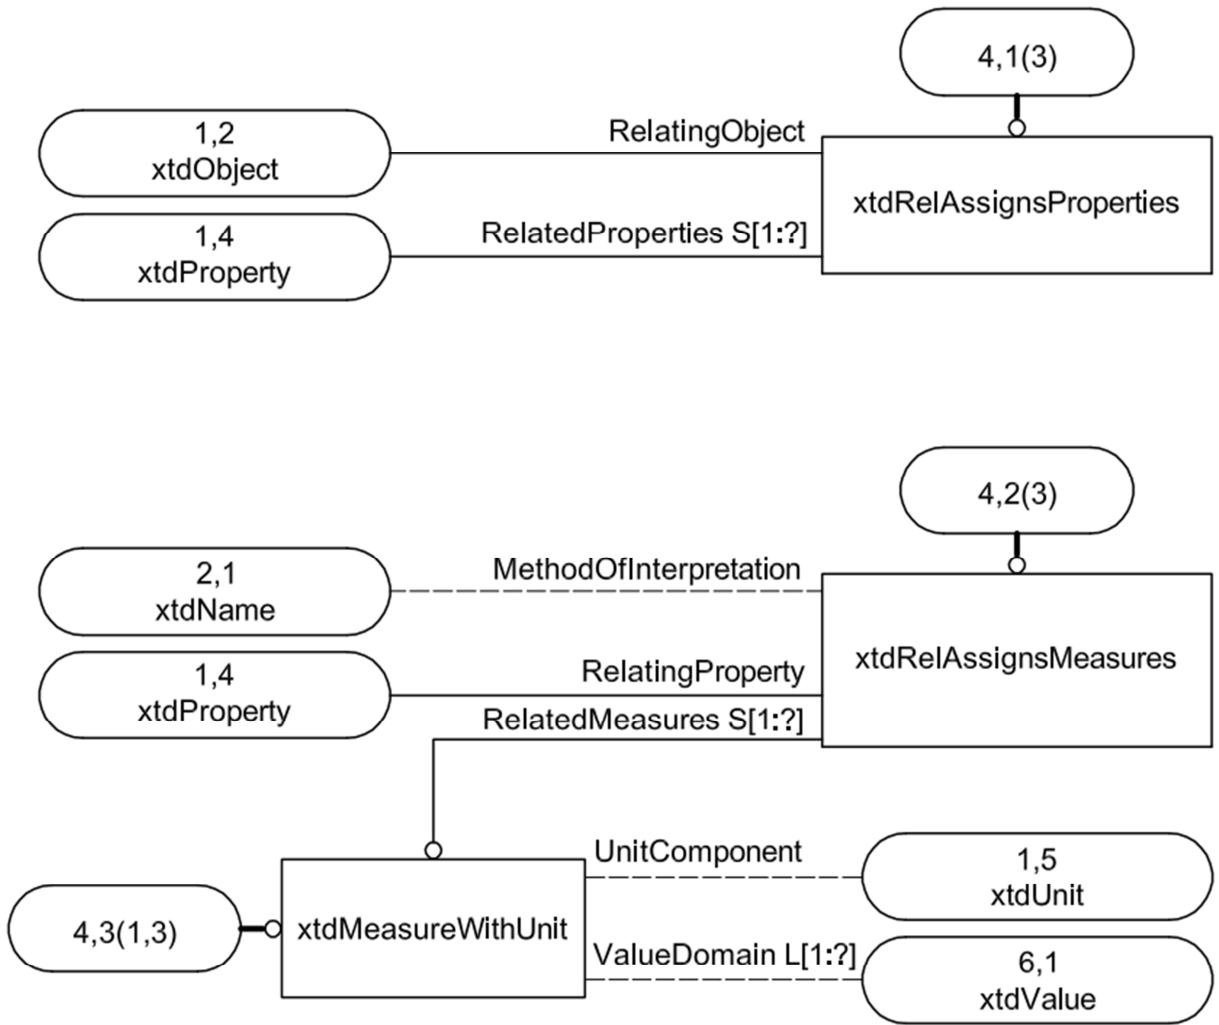 4,1(3)
1,2
xtdObject
RelatingObject
xtdRelAssignsProperties
1,4
xtdProperty
RelatedProperties S[1:?]
4,2(3)
2,1
xtdName
MethodOfInterpretation
xtdRelAssignsMeasures
1,4
xtdProperty
RelatingProperty
RelatedMeasures S[1:?]
UnitComponent
1,5
xtdUnit
4,3(1,3)
xtdMeasureWithUnit
ValueDomain L[1:?]
6,1
xtdValue